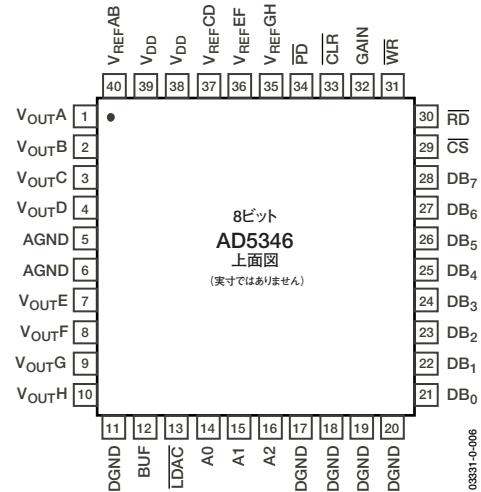 VREFAB
VDD
VDD
VREFCD
VREFEF
VREFGH
PD
CLR
GAIN
WR
40 39 38 37 36 35 34 33 32 31
VOUTA 1
VOUTB 2
VOUTC 3
VOUTD 4
AGND 5
AGND 6
VOUTE 7
VOUTF 8
VOUTG 9
VOUTH 10
8ビット
AD5346
上面図
(実寸ではありません)
30 RD
29 CS
28 DB7
27 DB6
26 DB5
25 DB4
24 DB3
23 DB2
22 DB1
21 DB0
11 12 13 14 15 16 17 18 19 20
DGND
BUF
LDAC
A0
A1
A2
DGND
DGND
DGND
DGND
03331-0-006